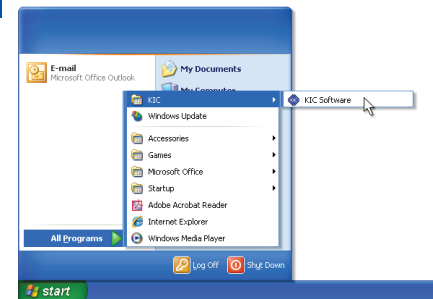 E-mail
Microsoft Office Outlook
My Documents
My Computer
KIC
KIC Software
Windows Update
Accessories
Games
Microsoft Office
Startup
Adobe Acrobat Reader
Internet Explorer
Windows Media Player
All Programs
Log Off
Shut Down
start